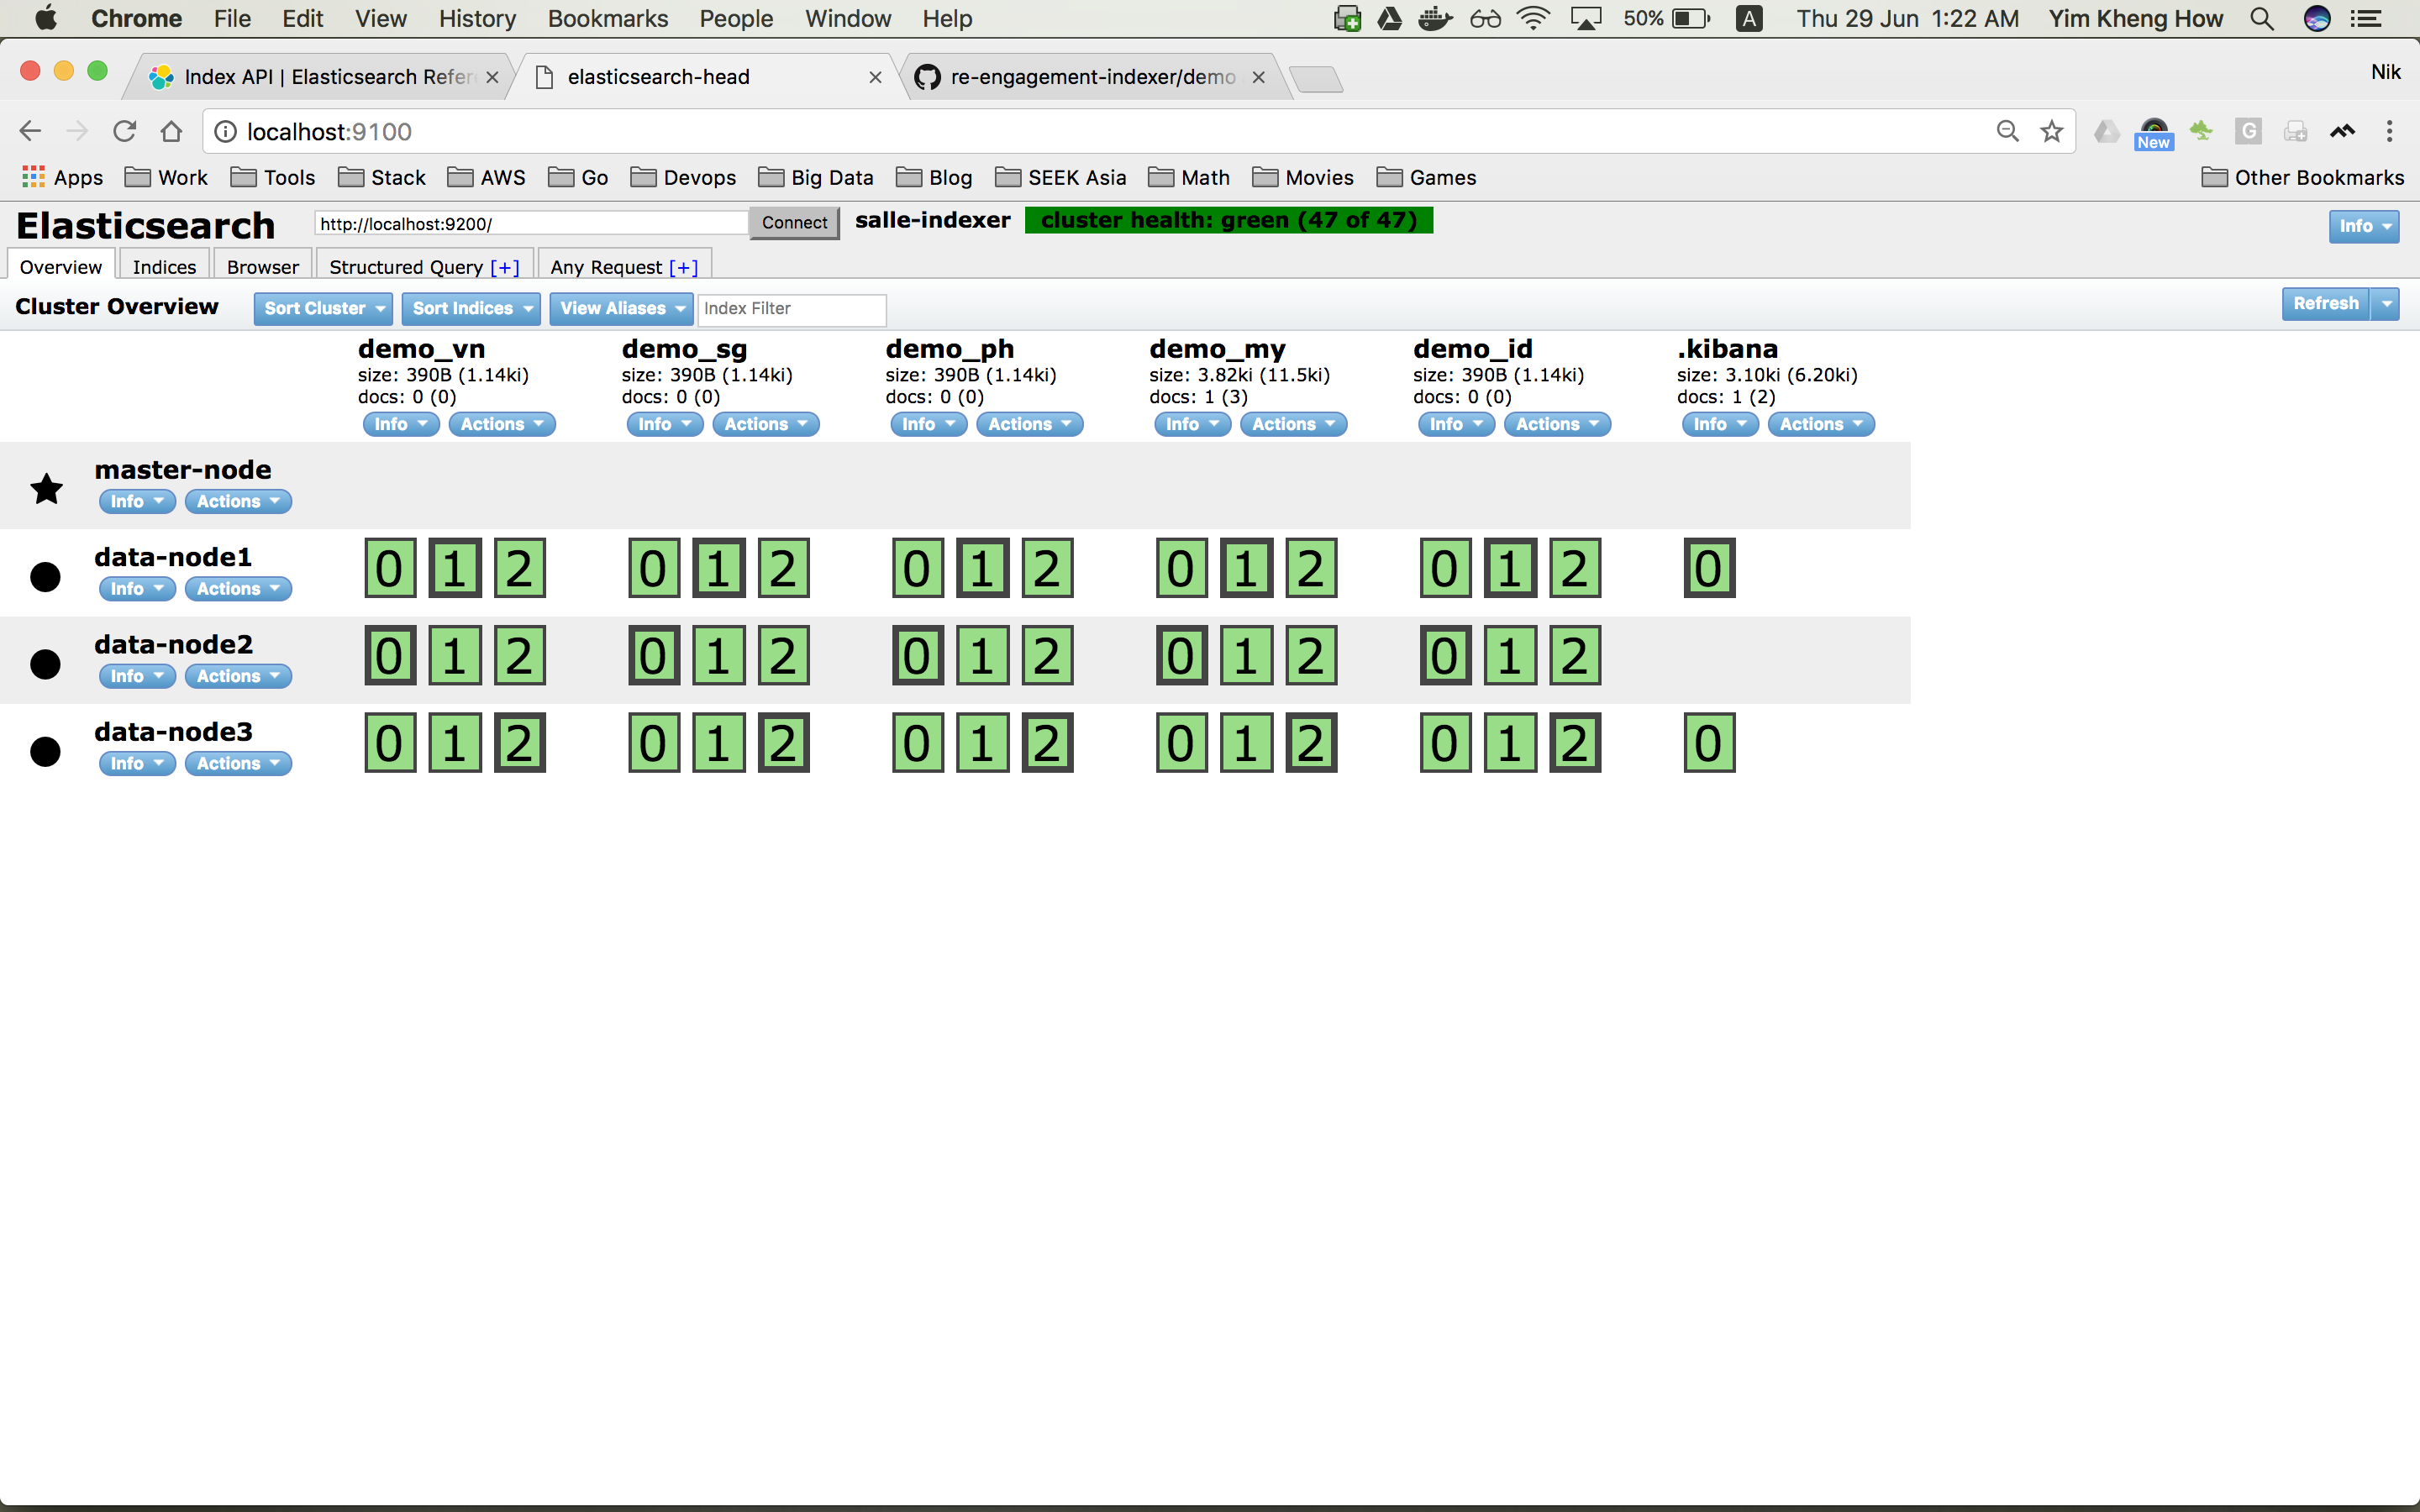 Chrome File Edit View History Bookmarks People Window Help 50% A Thu 29 Jun 1:22 AM Yim Kheng How
Index API | Elasticsearch Refer elasticsearch-head re-engagement-indexer/demo Nik
localhost:9100 New G
Apps Work Tools Stack AWS Go Devops Big Data Blog SEEK Asia Math Movies Games Other Bookmarks
Elasticsearch http://localhost:9200/ Connect salle-indexer cluster health: green (47 of 47) Info
Overview Indices Browser Structured Query [+] Any Request [+]
Cluster Overview Sort Cluster Sort Indices View Aliases Index Filter Refresh
demo_vn demo_sg demo_ph demo_my demo_id .kibana
size: 390B (1.14ki) size: 390B (1.14ki) size: 390B (1.14ki) size: 3.82ki (11.5ki) size: 390B (1.14ki) size: 3.10ki (6.20ki)
docs: 0 (0) docs: 0 (0) docs: 0 (0) docs: 1 (3) docs: 0 (0) docs: 1 (2)
Info Actions Info Actions Info Actions Info Actions Info Actions Info Actions
master-node
Info Actions
data-node1 0 1 2 0 1 2 0 1 2 0 1 2 0 1 2 0
Info Actions
data-node2 0 1 2 0 1 2 0 1 2 0 1 2 0 1 2
Info Actions
data-node3 0 1 2 0 1 2 0 1 2 0 1 2 0 1 2 0
Info Actions